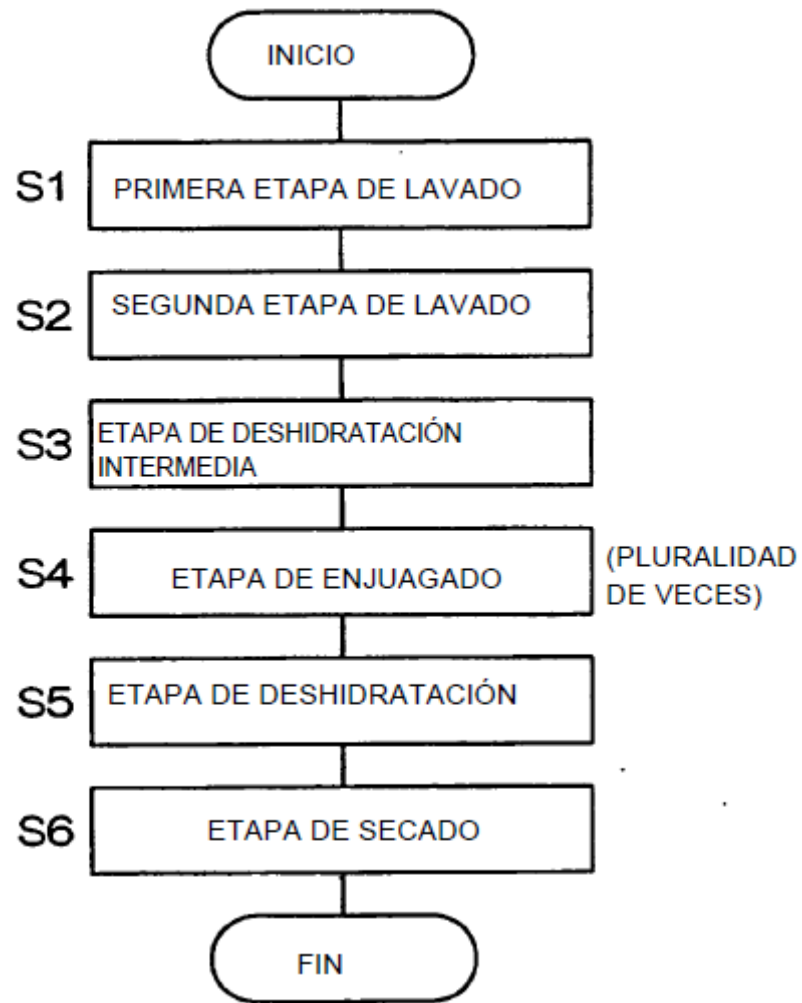 INICIO
S1 PRIMERA ETAPA DE LAVADO
S2 SEGUNDA ETAPA DE LAVADO
S3 ETAPA DE DESHIDRATACIÓN
INTERMEDIA
S4 ETAPA DE ENJUAGADO (PLURALIDAD
DE VECES)
S5 ETAPA DE DESHIDRATACIÓN
S6 ETAPA DE SECADO
FIN